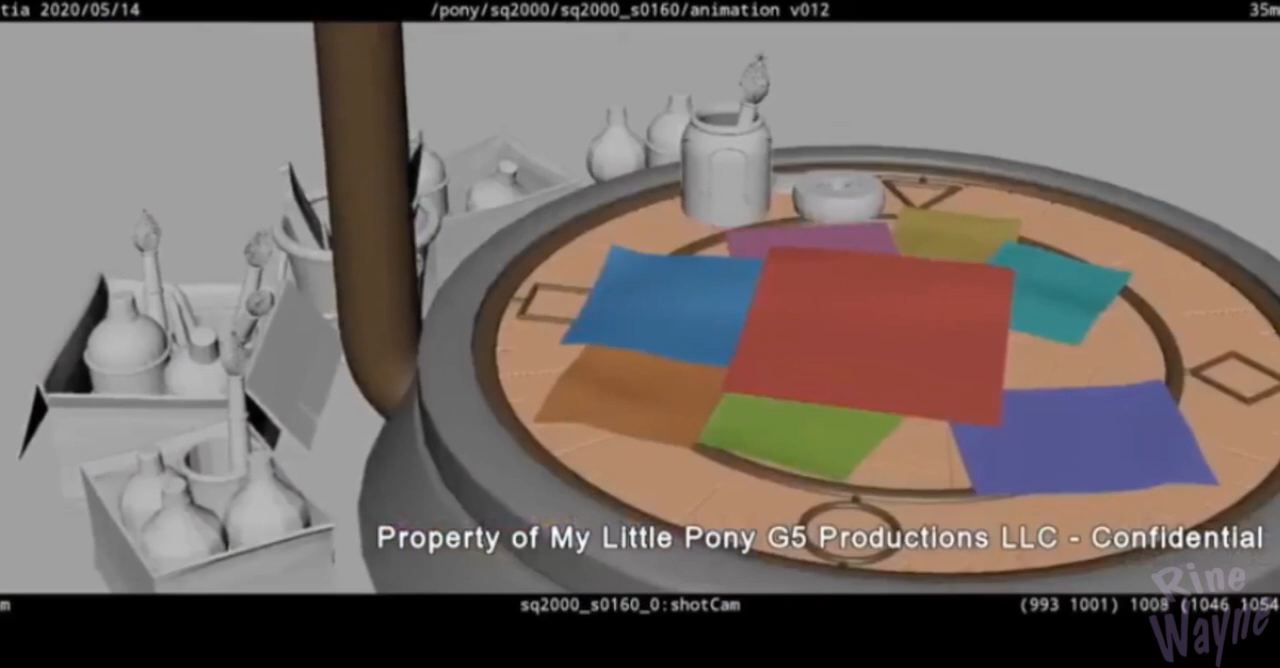 tia 2020/05/14 /pony/sq2000/sq2000_s0160/animation v012 35m
Property of My Little Pony G5 Productions LLC - Confidential
m sq2000_s0160_0:shotCam (993 1001) 1008 (1046 1054
Rine
Wayne